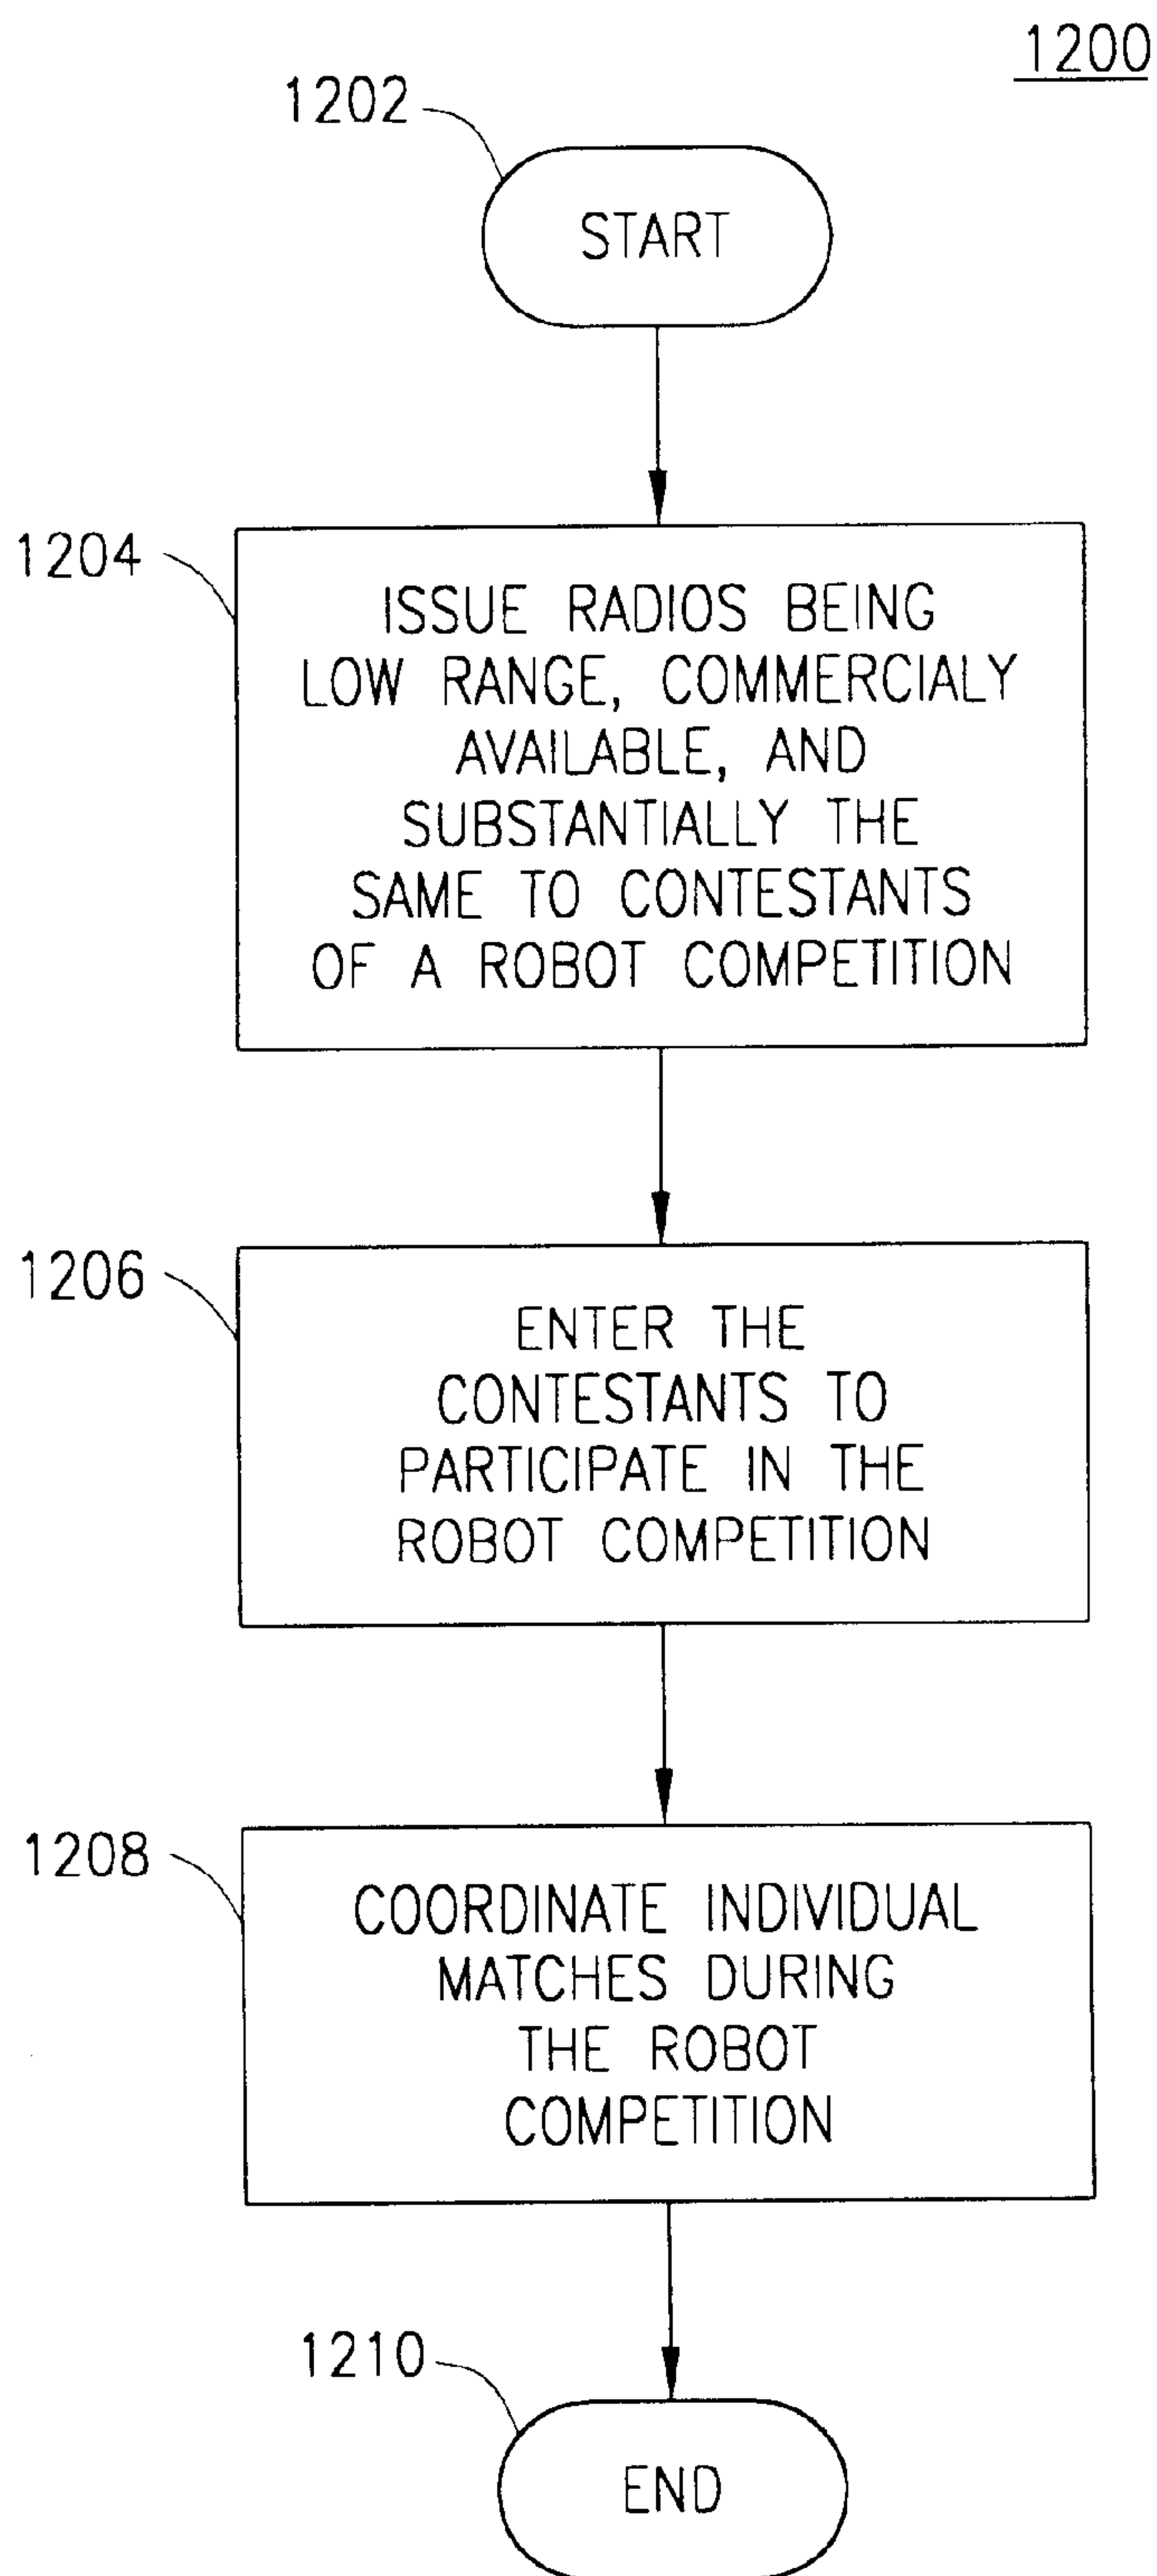 1200
1202
START
1204
ISSUE RADIOS BEING
LOW RANGE, COMMERCIALY
AVAILABLE, AND
SUBSTANTIALLY THE
SAME TO CONTESTANTS
OF A ROBOT COMPETITION
1206
ENTER THE
CONTESTANTS TO
PARTICIPATE IN THE
ROBOT COMPETITION
1208
COORDINATE INDIVIDUAL
MATCHES DURING
THE ROBOT
COMPETITION
1210
END